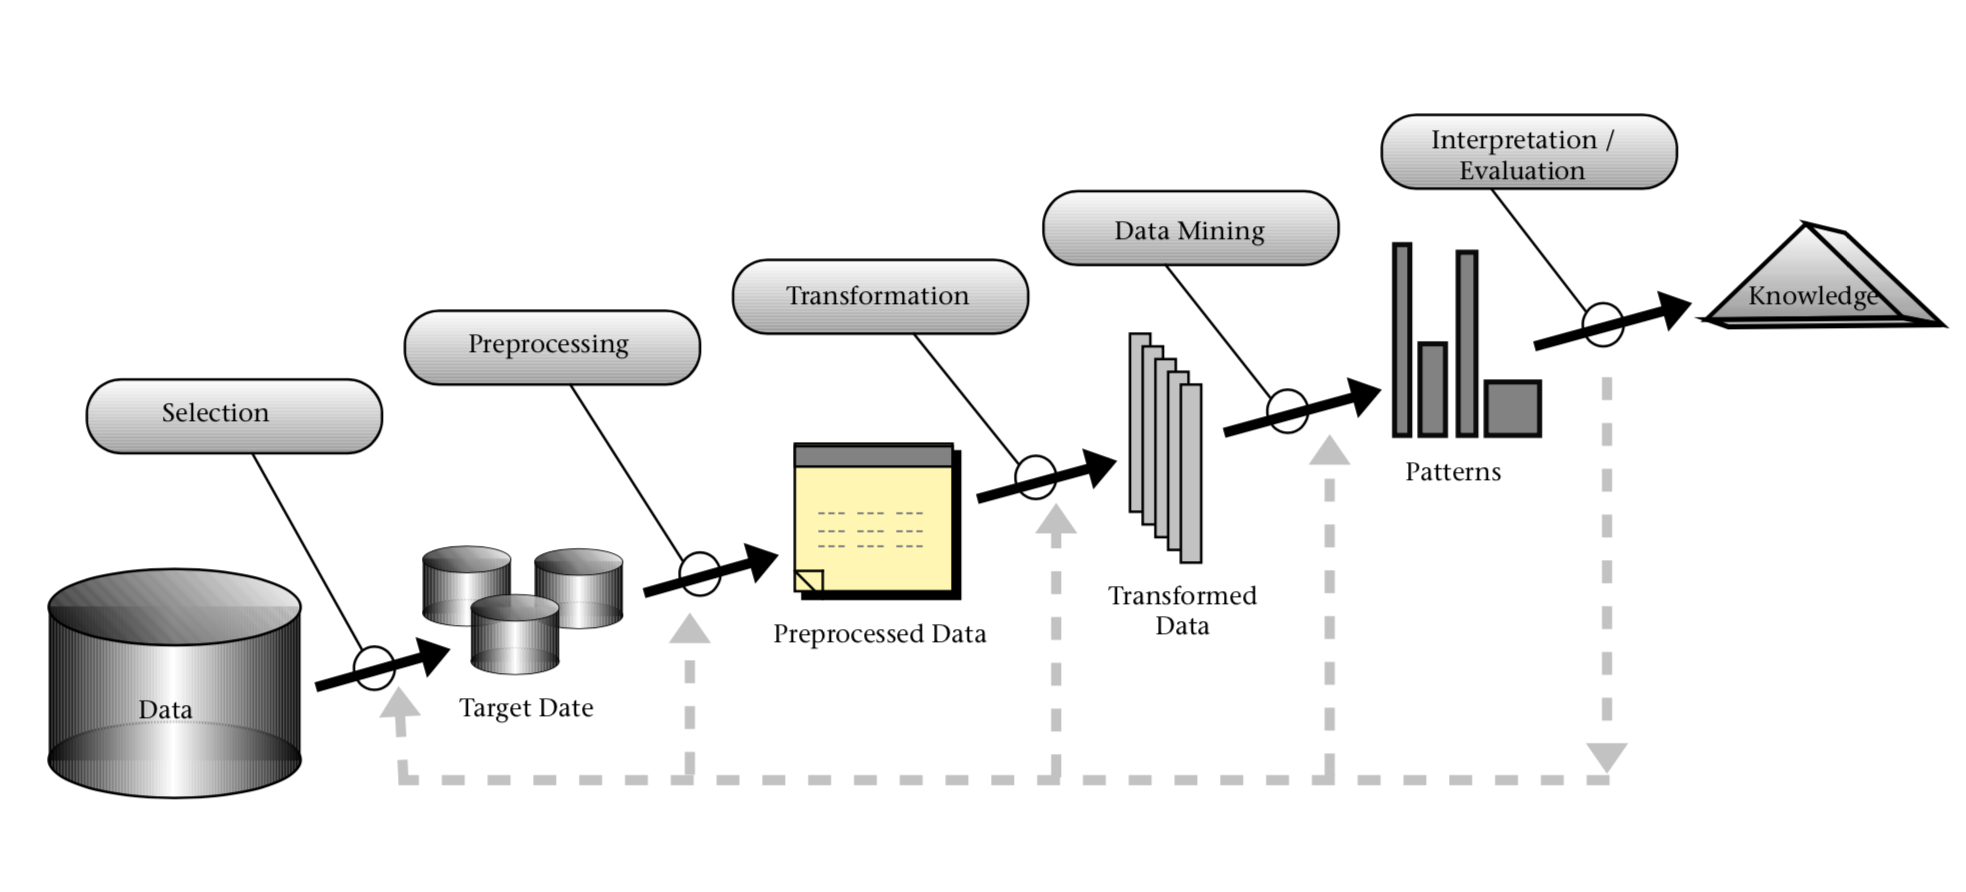 Interpretation /
Evaluation
Data Mining
Transformation
Preprocessing
Selection
Knowledge
Patterns
Transformed
Data
Preprocessed Data
Target Date
Data